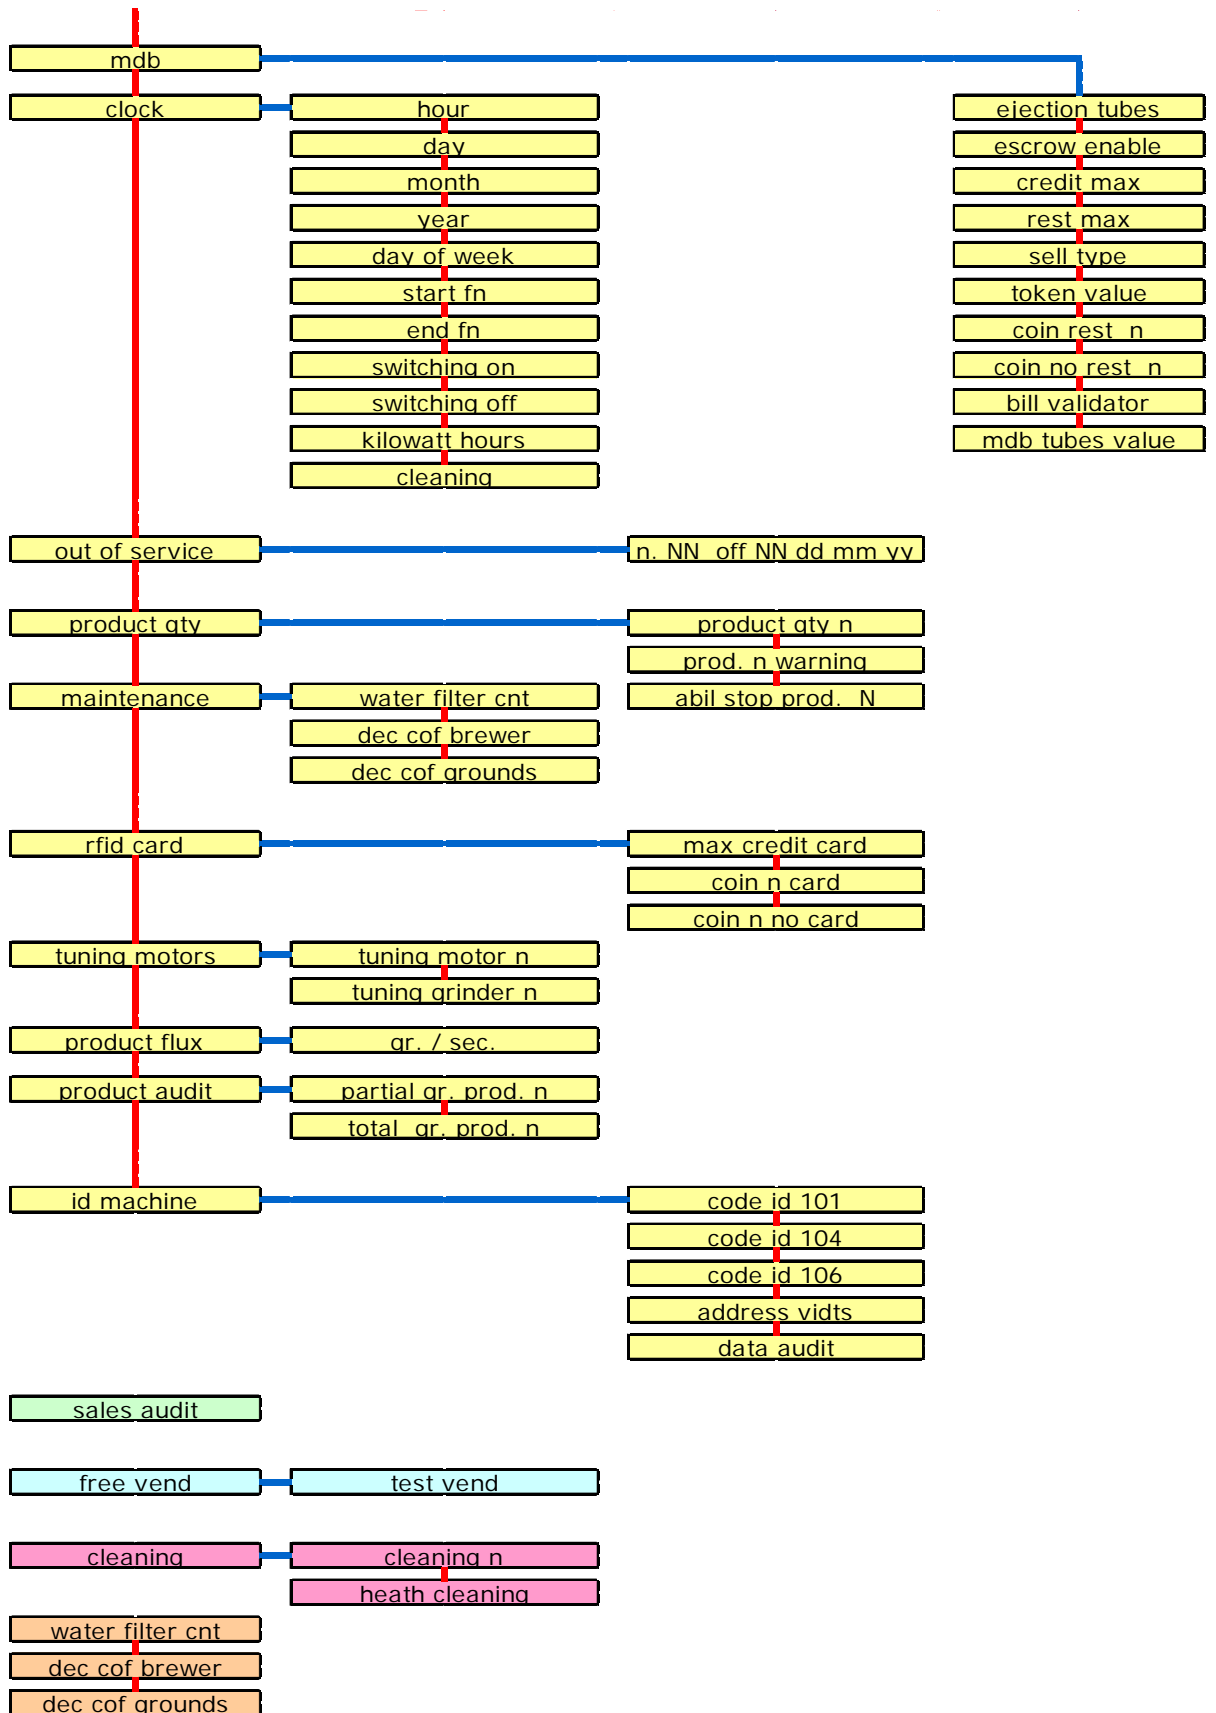 mdb
clock
hour
ejection tubes
day
escrow enable
month
credit max
year
rest max
day of week
sell type
start fn
token value
end fn
coin rest n
switching on
coin no rest n
switching off
bill validator
kilowatt hours
mdb tubes value
cleaning
out of service
n. NN off NN dd mm yy
product qty
product qty n
prod. n warning
maintenance
water filter cnt
abil stop prod. N
dec cof brewer
dec cof grounds
rfid card
max credit card
coin n card
coin n no card
tuning motors
tuning motor n
tuning grinder n
product flux
gr. / sec.
product audit
partial gr. prod. n
total gr. prod. n
id machine
code id 101
code id 104
code id 106
address vidts
data audit
sales audit
free vend
test vend
cleaning
cleaning n
heath cleaning
water filter cnt
dec cof brewer
dec cof grounds